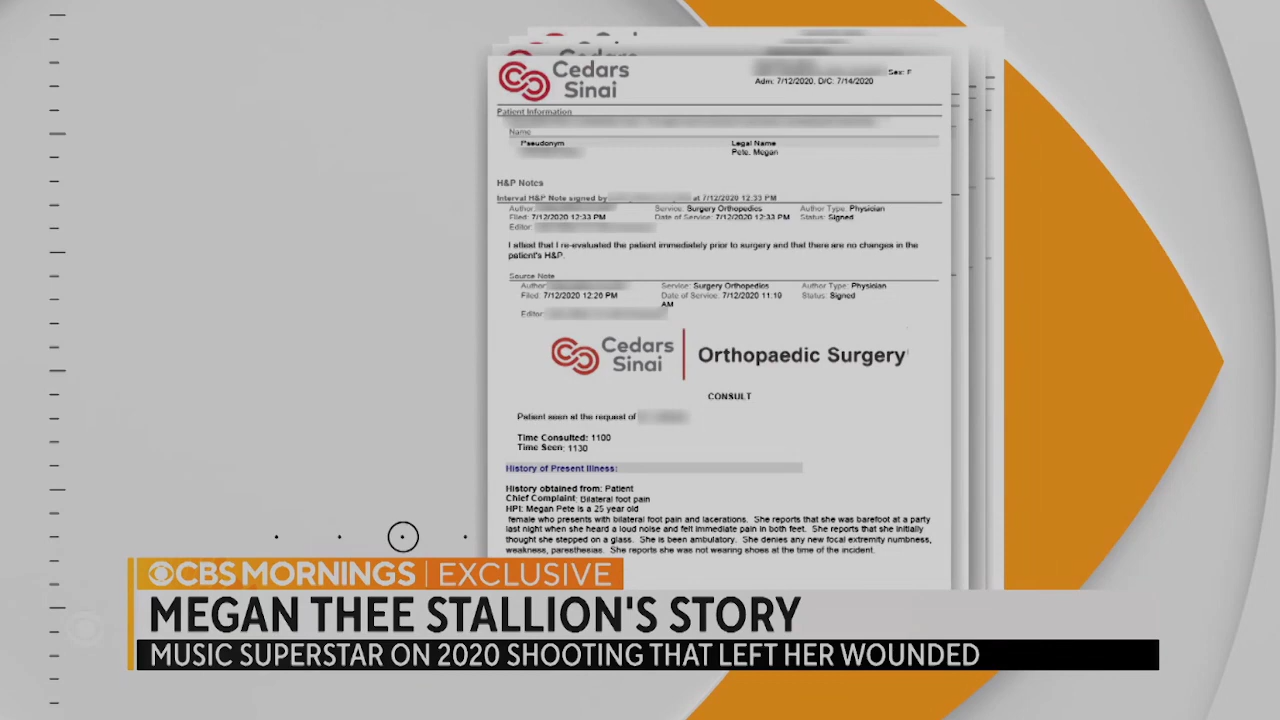 Cedars
Sinai
Sex: F
Adm: 7/12/2020, D/C: 7/14/2020
Patient Information
Name
Pseudonym
Legal Name
Pete, Megan
H&P Notes
Interval H&P Note signed by at 7/12/2020 12:33 PM
Author: Service: Surgery Orthopedics Author Type: Physician
Filed: 7/12/2020 12:33 PM Date of Service: 7/12/2020 12:33 PM Status: Signed
Editor:
I attest that I re-evaluated the patient immediately prior to surgery and that there are no changes in the
patient's H&P.
Source Note
Author: Service: Surgery Orthopedics Author Type: Physician
Filed: 7/12/2020 12:26 PM Date of Service: 7/12/2020 11:10 Status: Signed
AM
Editor:
Cedars
Sinai
Orthopaedic Surgery
CONSULT
Patient seen at the request of
Time Consulted: 1100
Time Seen: 1130
History of Present Illness:
History obtained from: Patient
Chief Complaint: Bilateral foot pain
HPI: Megan Pete is a 25 year old
female who presents with bilateral foot pain and lacerations. She reports that she was barefoot at a party
last night when she heard a loud noise and felt immediate pain in both feet. She reports that she initially
thought she stepped on a glass. She is been ambulatory. She denies any new focal extremity numbness,
weakness, paresthesias. She reports she was not wearing shoes at the time of the incident.
CBS MORNINGS | EXCLUSIVE
MEGAN THEE STALLION'S STORY
MUSIC SUPERSTAR ON 2020 SHOOTING THAT LEFT HER WOUNDED